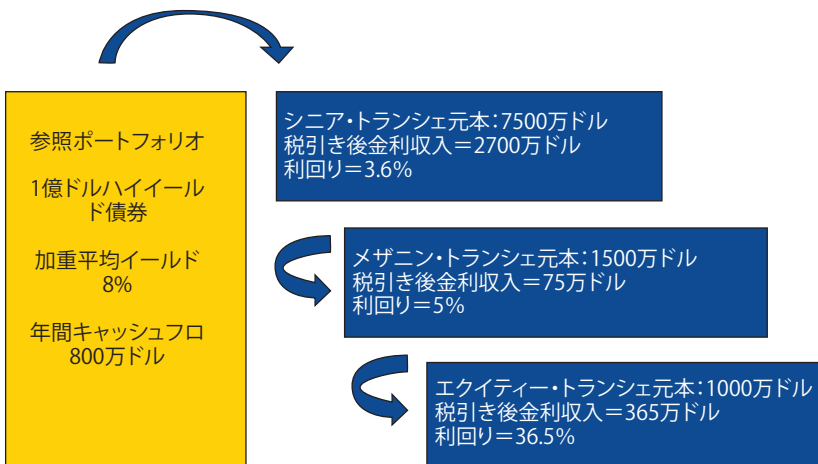 参照ポートフォリオ
1億ドルハイイール
ド債券
加重平均イールド
8%
年間キャッシュフロ
800万ドル
シニア・トランシェ元本：7500万ドル
税引き後金利収入＝2700万ドル
利回り＝3.6%
メザニン・トランシェ元本：1500万ドル
税引き後金利収入＝75万ドル
利回り＝5%
エクイティー・トランシェ元本：1000万ドル
税引き後金利収入＝365万ドル
利回り＝36.5%